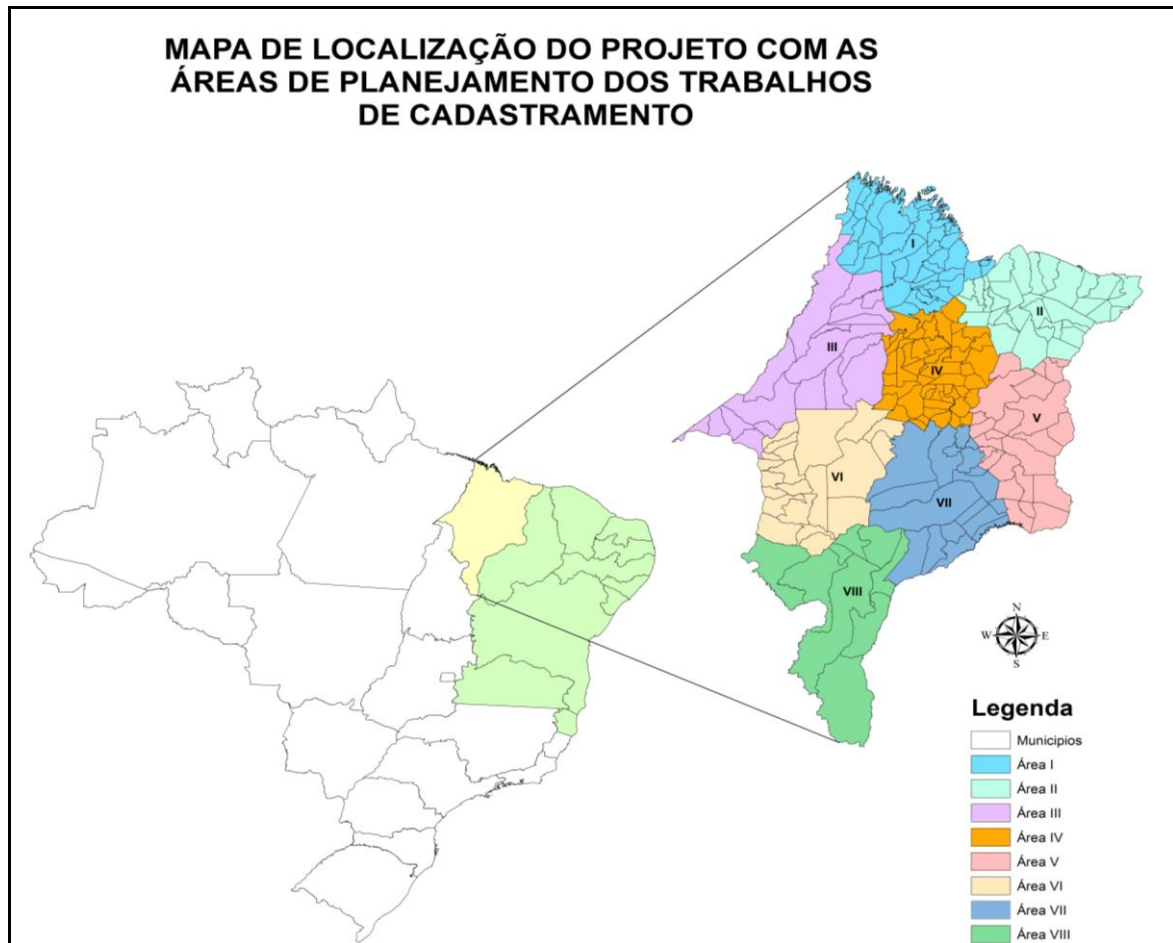 MAPA DE LOCALIZAÇÃO DO PROJETO COM AS
ÁREAS DE PLANEJAMENTO DOS TRABALHOS
DE CADASTRAMENTO
I
II
III
IV
V
VI
VII
VIII
N
W
E
S
Legenda
Municipios
Área I
Área II
Área III
Área IV
Área V
Área VI
Área VII
Área VIII